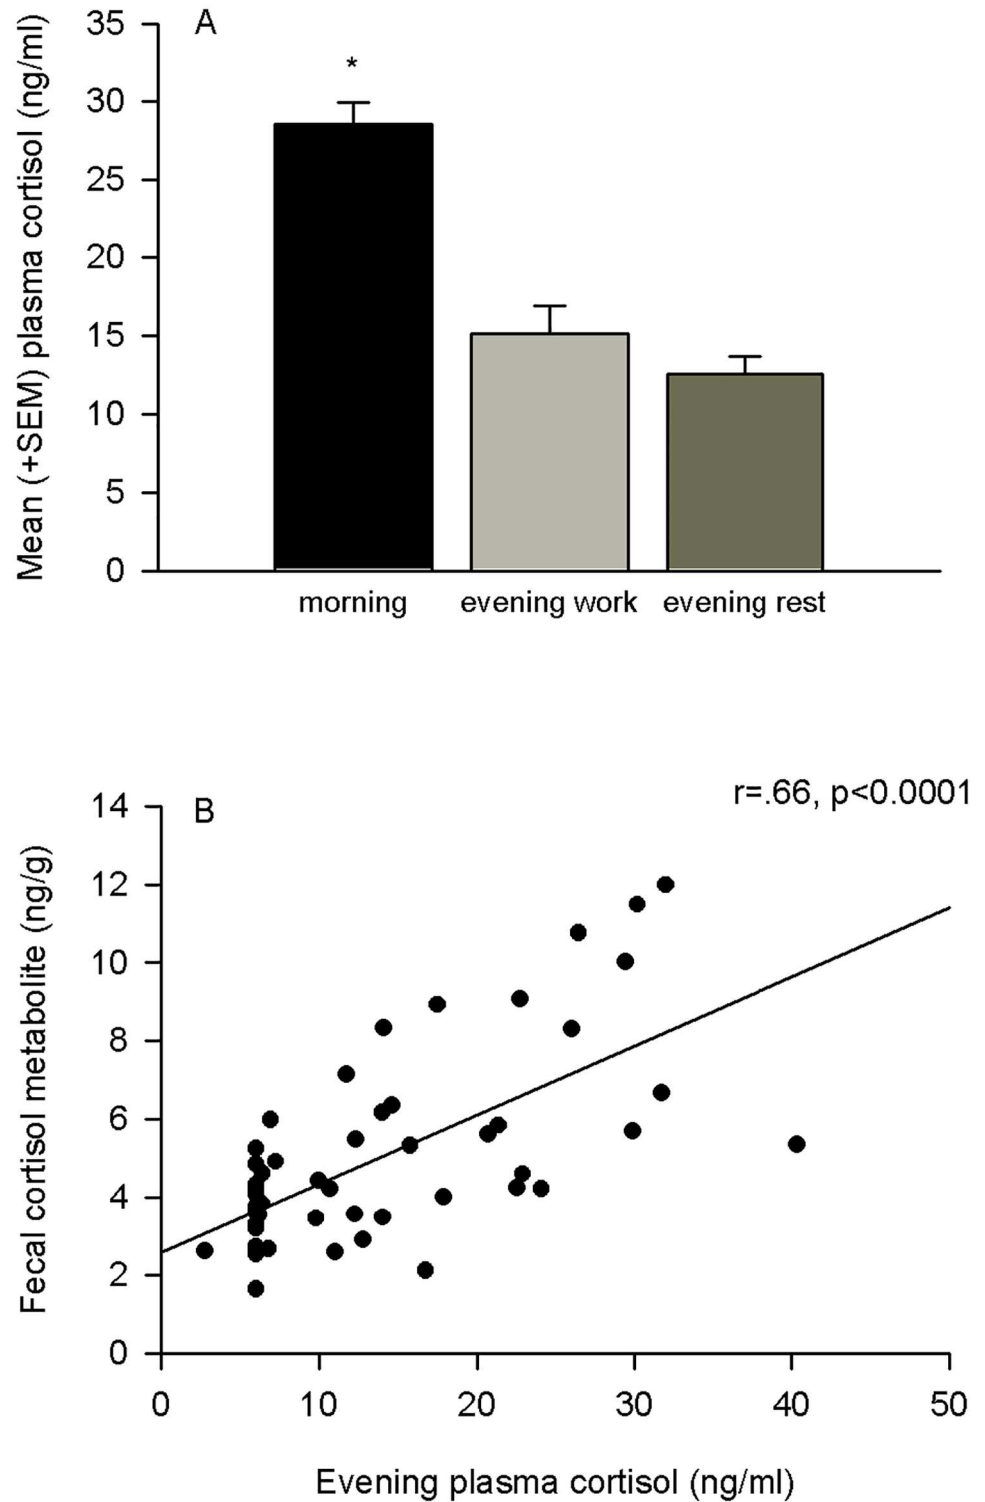 A
*
35
30
25
20
15
10
5
0
Mean (+SEM) plasma cortisol (ng/ml)
morning evening work evening rest
r=.66, p<0.0001
B
14
12
10
8
6
4
2
0
Fecal cortisol metabolite (ng/g)
0 10 20 30 40 50
Evening plasma cortisol (ng/ml)